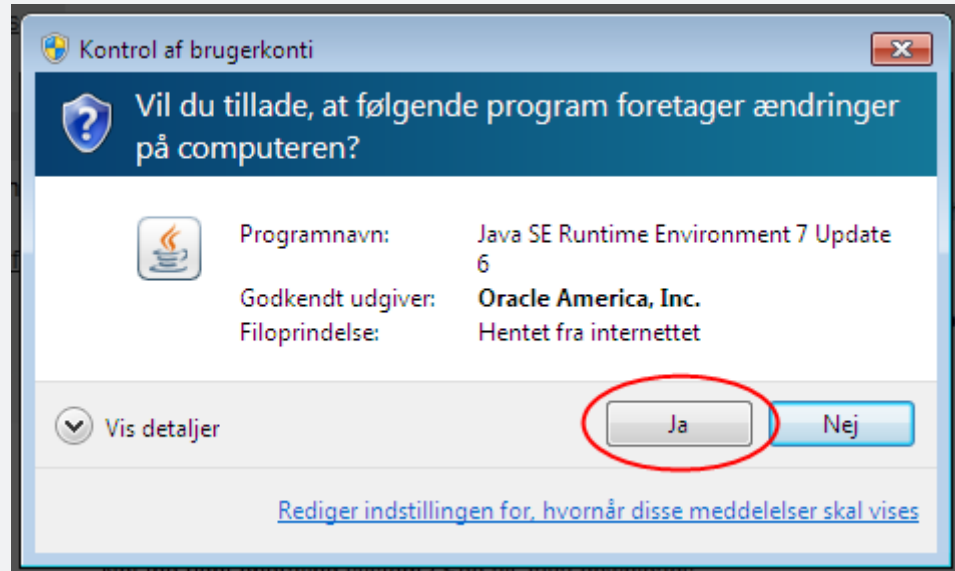 Kontrol af brugerkonti
Vil du tillade, at følgende program foretager ændringer
på computeren?
Programnavn: Java SE Runtime Environment 7 Update
6
Godkendt udgiver: Oracle America, Inc.
Filoprindelse: Hentet fra internettet
Vis detaljer Ja Nej
Rediger indstillingen for, hvornår disse meddelelser skal vises